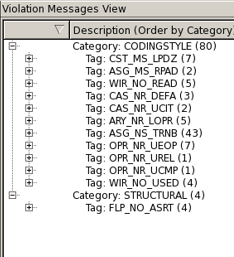 Violation Messages View
Description (Order by Category
Category: CODINGSTYLE (80)
Tag: CST_MS_LPDZ (7)
Tag: ASG_MS_RPAD (2)
Tag: WIR_NO_READ (5)
Tag: CAS_NR_DEFA (3)
Tag: CAS_NR_UCIT (2)
Tag: ARY_NR_LOPR (5)
Tag: ASG_NS_TRNB (43)
Tag: OPR_NR_UEOP (7)
Tag: OPR_NR_UREL (1)
Tag: OPR_NR_UCMP (1)
Tag: WIR_NO_USED (4)
Category: STRUCTURAL (4)
Tag: FLP_NO_ASRT (4)